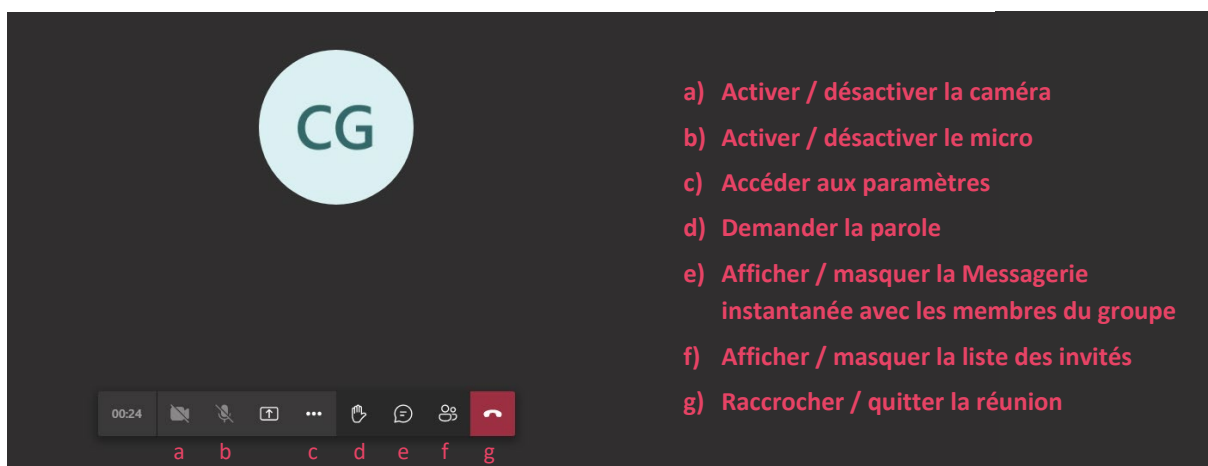 CG
a) Activer / désactiver la caméra
b) Activer / désactiver le micro
c) Accéder aux paramètres
d) Demander la parole
e) Afficher / masquer la Messagerie
instantanée avec les membres du groupe
f) Afficher / masquer la liste des invités
g) Raccrocher / quitter la réunion
00:24
a b c d e f g